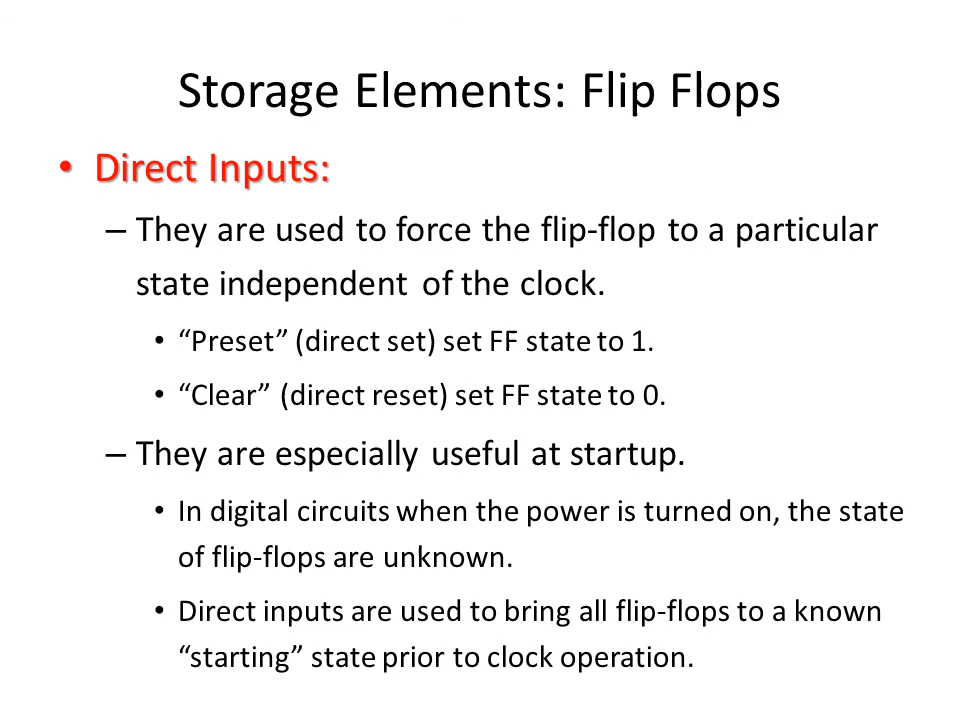 Storage Elements: Flip Flops
• Direct Inputs:
– They are used to force the flip-flop to a particular
state independent of the clock.
• “Preset” (direct set) set FF state to 1.
• “Clear” (direct reset) set FF state to 0.
– They are especially useful at startup.
• In digital circuits when the power is turned on, the state
of flip-flops are unknown.
• Direct inputs are used to bring all flip-flops to a known
“starting” state prior to clock operation.